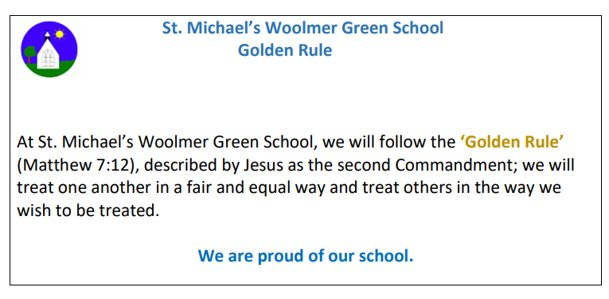 St. Michael’s Woolmer Green School
Golden Rule
At St. Michael’s Woolmer Green School, we will follow the ‘Golden Rule’
(Matthew 7:12), described by Jesus as the second Commandment; we will
treat one another in a fair and equal way and treat others in the way we
wish to be treated.
We are proud of our school.